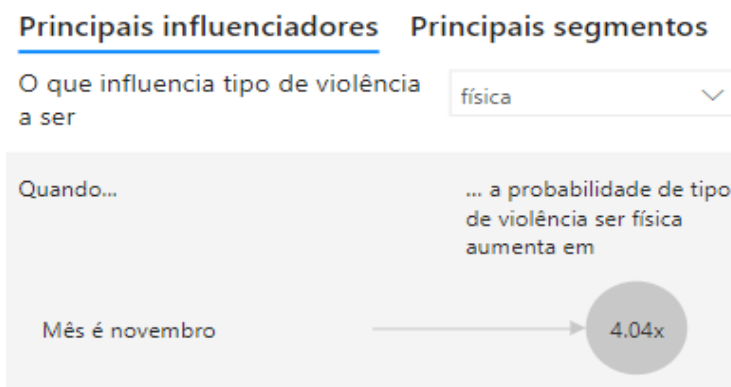 Principais influenciadores Principais segmentos
O que influencia tipo de violência
a ser
física
Quando...
... a probabilidade de tipo
de violência ser física
aumenta em
Mês é novembro
4.04x